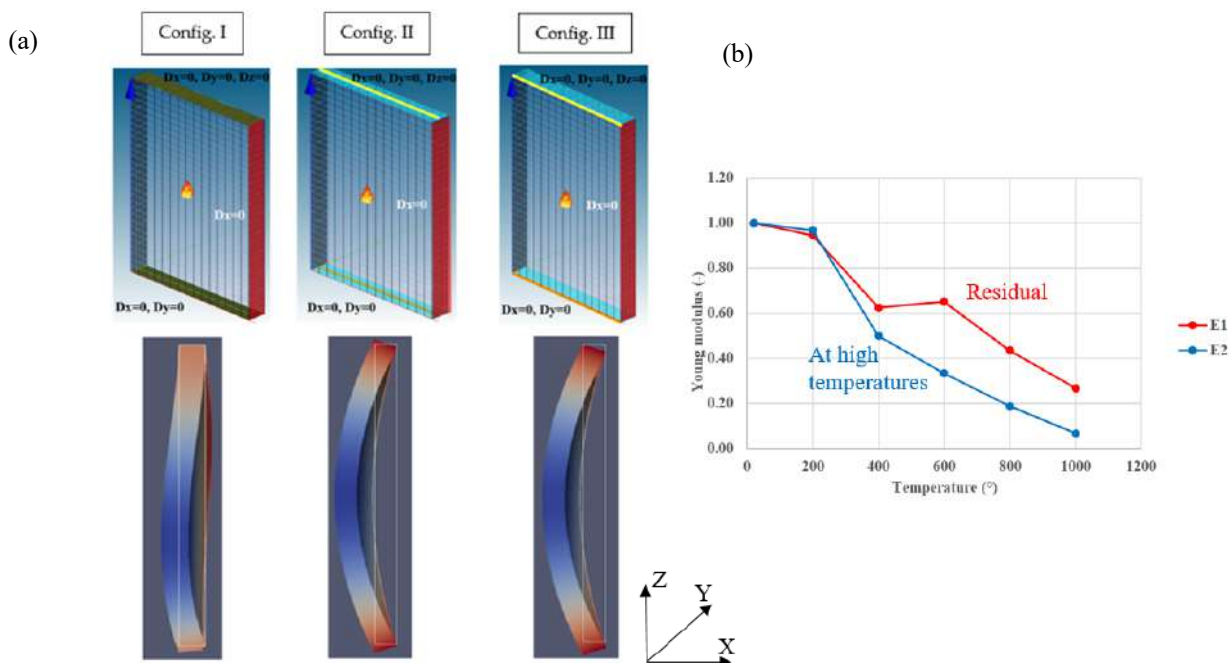 (a)
Config. I
Config. II
Config. III
Dx=0, Dy=0, Dz=0
Dx=0, Dy=0, Dz=0
Dx=0, Dy=0, Dz=0
Dx=0
Dx=0
Dx=0
Dx=0, Dy=0
Dx=0, Dy=0
Dx=0, Dy=0
Z
Y
X
(b)
1.20
1.00
0.80
0.60
0.40
0.20
0.00
Young modulus (-)
Residual
At high
temperatures
E1
E2
0 200 400 600 800 1000 1200
Temperature (°)